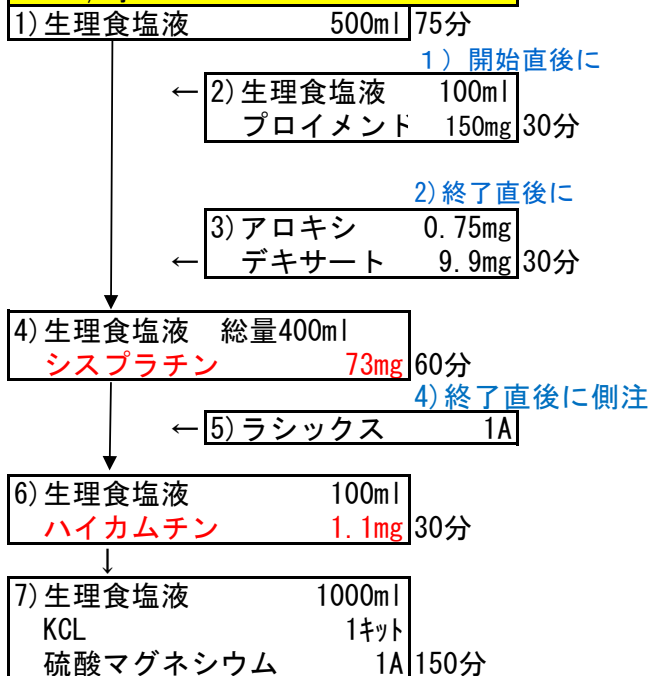 1)生理食塩液 500ml 75分
1）開始直後に
← 2)生理食塩液 100ml
プロイメンド 150mg 30分
2)終了直後に
3)アロキシ 0.75mg
← デキサート 9.9mg 30分
4)生理食塩液 総量400ml
シスプラチン 73mg 60分
4)終了直後に側注
← 5)ラシックス 1A
6)生理食塩液 100ml
ハイカムチン 1.1mg 30分
↓
7)生理食塩液 1000ml
KCL 1ｷｯﾄ
硫酸マグネシウム 1A 150分